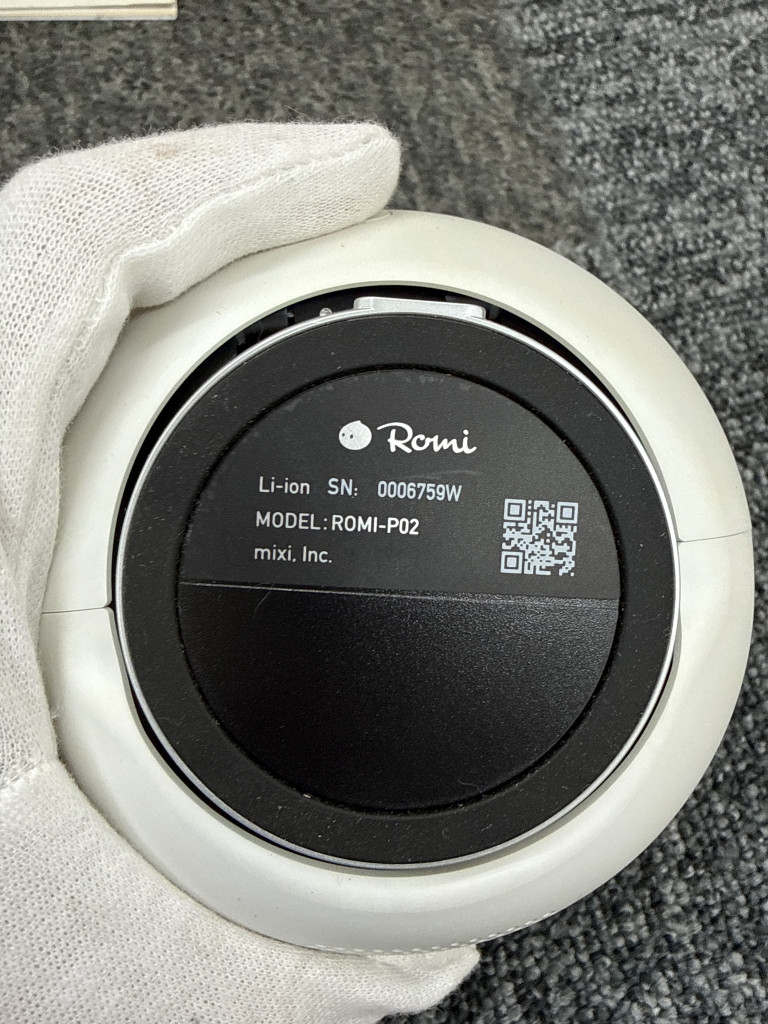 Romi
Li-ion SN: 0006759W
MODEL: ROMI-P02
mixi, Inc.